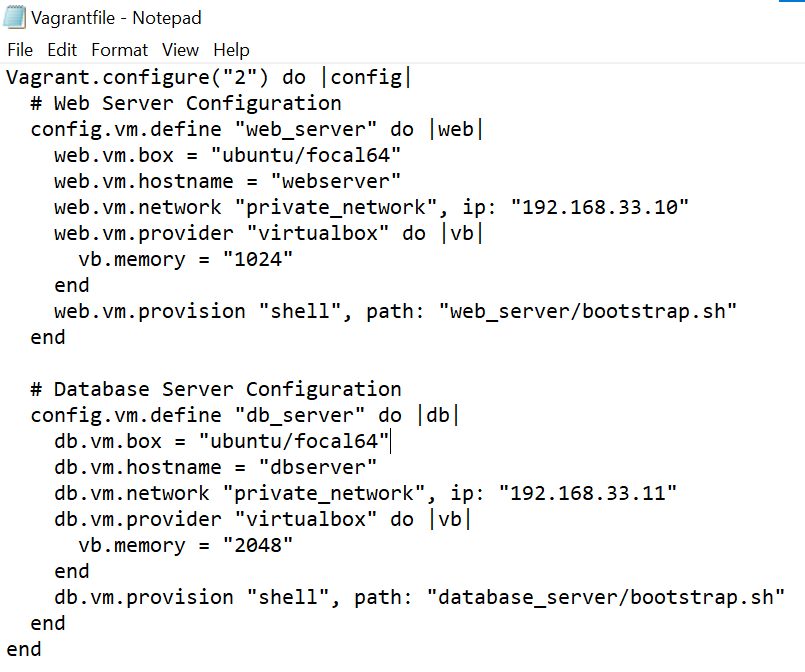 Vagrantfile - Notepad
File Edit Format View Help
Vagrant.configure("2") do |config|
  # Web Server Configuration
  config.vm.define "web_server" do |web|
    web.vm.box = "ubuntu/focal64"
    web.vm.hostname = "webserver"
    web.vm.network "private_network", ip: "192.168.33.10"
    web.vm.provider "virtualbox" do |vb|
      vb.memory = "1024"
    end
    web.vm.provision "shell", path: "web_server/bootstrap.sh"
  end

  # Database Server Configuration
  config.vm.define "db_server" do |db|
    db.vm.box = "ubuntu/focal64"
    db.vm.hostname = "dbserver"
    db.vm.network "private_network", ip: "192.168.33.11"
    db.vm.provider "virtualbox" do |vb|
      vb.memory = "2048"
    end
    db.vm.provision "shell", path: "database_server/bootstrap.sh"
  end
end